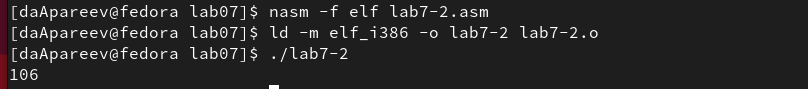 [daApareev@fedora lab07]$ nasm -f elf lab7-2.asm
[daApareev@fedora lab07]$ ld -m elf_i386 -o lab7-2 lab7-2.o
[daApareev@fedora lab07]$ ./lab7-2
106